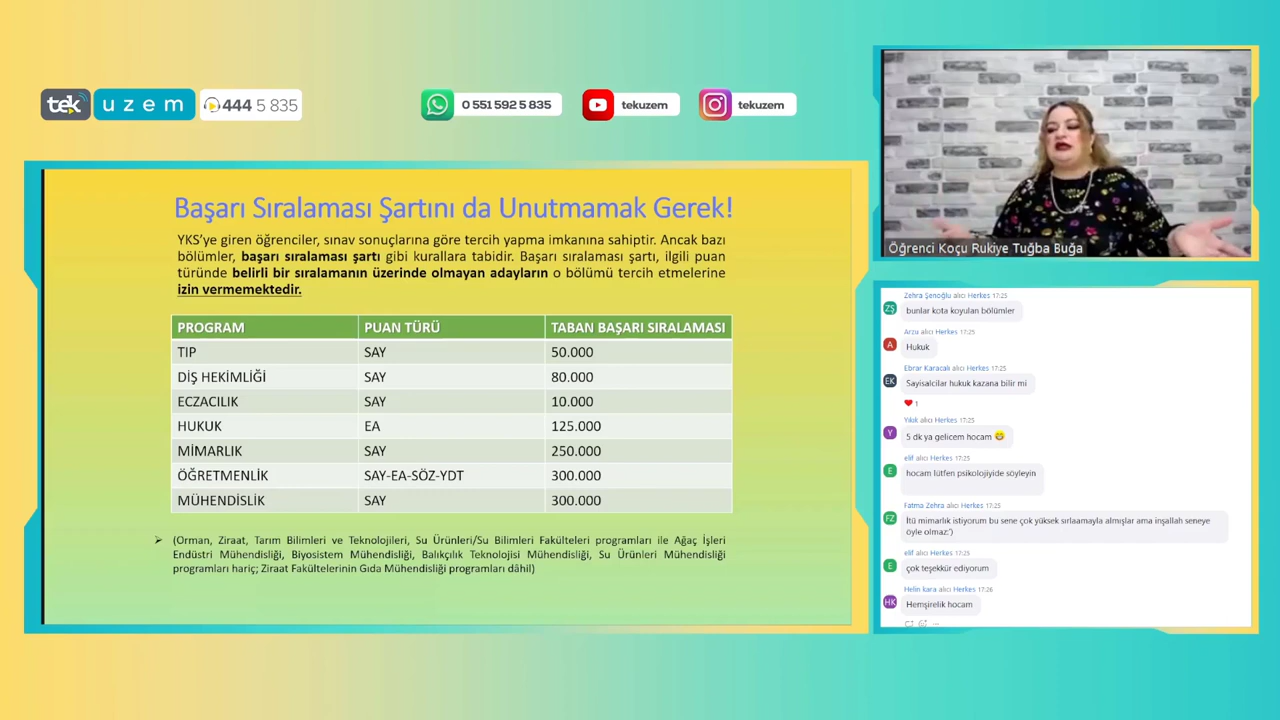 tek uzem 444 5 835
0 551 592 5 835
tekuzem
tekuzem
Başarı Sıralaması Şartını da Unutmamak Gerek!
YKS'ye giren öğrenciler, sınav sonuçlarına göre tercih yapma imkanına sahiptir. Ancak bazı
bölümler, başarı sıralaması şartı gibi kurallara tabidir. Başarı sıralaması şartı, ilgili puan
türünde belirli bir sıralamanın üzerinde olmayan adayların o bölümü tercih etmelerine
izin vermemektedir.
PROGRAM PUAN TÜRÜ TABAN BAŞARI SIRALAMASI
TIP SAY 50.000
DİŞ HEKİMLİĞİ SAY 80.000
ECZACILIK SAY 10.000
HUKUK EA 125.000
MİMARLIK SAY 250.000
ÖĞRETMENLİK SAY-EA-SÖZ-YDT 300.000
MÜHENDİSLİK SAY 300.000
(Orman, Ziraat, Tarım Bilimleri ve Teknolojileri, Su Ürünleri/Su Bilimleri Fakülteleri programları ile Ağaç İşleri
Endüstri Mühendisliği, Biyosistem Mühendisliği, Balıkçılık Teknolojisi Mühendisliği, Su Ürünleri Mühendisliği
programları hariç; Ziraat Fakültelerinin Gıda Mühendisliği programları dâhil)
Öğrenci Koçu Rukiye Tuğba Buğa
Zehra Şenoğlu alıcı Herkes 17:25
ZŞ bunlar kota koyulan bölümler
Arzu alıcı Herkes 17:25
A Hukuk
Ebrar Karacalı alıcı Herkes 17:25
EK Sayisalcilar hukuk kazana bilir mi
1
Yılok alıcı Herkes 17:25
Y 5 dk ya gelicem hocam
elif alıcı Herkes 17:25
E hocam lütfen psikolojiyide söyleyin
Fatma Zehra alıcı Herkes 17:25
FZ İtü mimarlık istiyorum bu sene çok yüksek sırlaamayla almışlar ama inşallah seneye
öyle olmaz:')
elif alıcı Herkes 17:25
E çok teşekkür ediyorum
Helin kara alıcı Herkes 17:26
HK Hemşirelik hocam